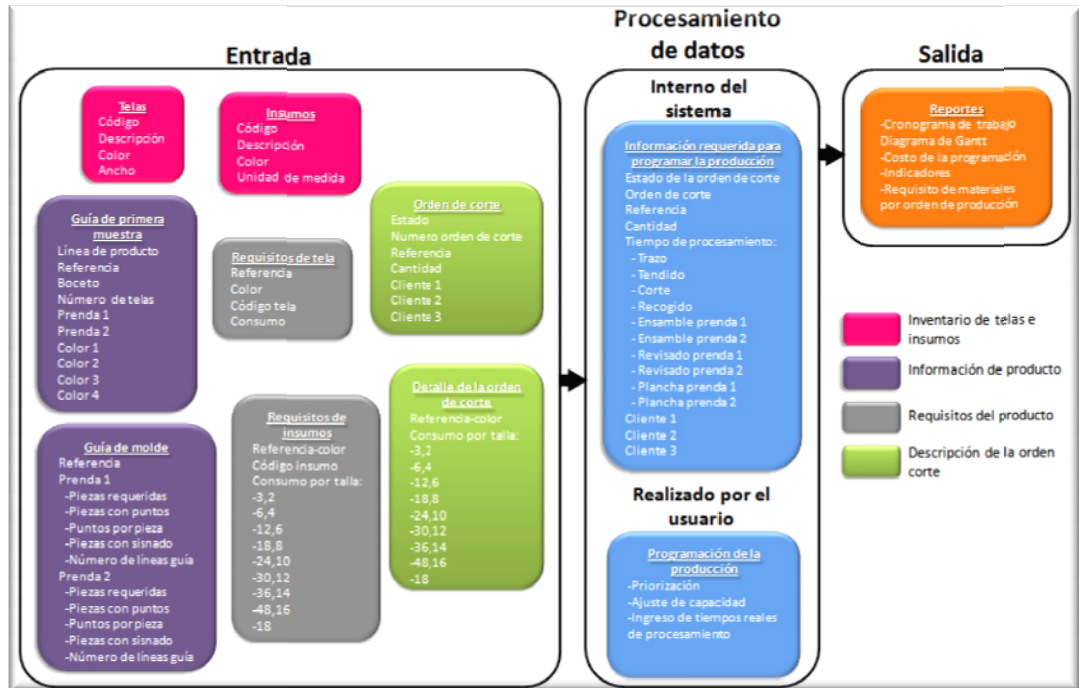 Entrada
Telas
Código
Descripción
Color
Ancho
Insumos
Código
Descripción
Color
Unidad de medida
Guía de primera
muestra
Línea de producto
Referencia
Boceto
Número de telas
Prenda 1
Prenda 2
Color 1
Color 2
Color 3
Color 4
Requisitos de tela
Referencia
Color
Código tela
Consumo
Orden de corte
Estado
Numero orden de corte
Referencia
Cantidad
Cliente 1
Cliente 2
Cliente 3
Guía de molde
Referencia
Prenda 1
-Piezas requeridas
-Piezas con puntos
-Puntos por pieza
-Piezas con sisnado
-Número de líneas guía
Prenda 2
-Piezas requeridas
-Piezas con puntos
-Puntos por pieza
-Piezas con sisnado
-Número de líneas guía
Requisitos de
insumos
Referencia-color
Código insumo
Consumo por talla:
-3,2
-6,4
-12,6
-18,8
-24,10
-30,12
-36,14
-48,16
-18
Detalle de la orden
de corte
Referencia-color
Consumo por talla:
-3,2
-6,4
-12,6
-18,8
-24,10
-30,12
-36,14
-48,16
-18
Procesamiento
de datos
Interno del
sistema
Información requerida para
programar la producción
Estado de la orden de corte
Orden de corte
Referencia
Cantidad
Tiempo de procesamiento:
- Trazo
- Tendido
- Corte
- Recogido
- Ensamble prenda 1
- Ensamble prenda 2
- Revisado prenda 1
- Revisado prenda 2
- Plancha prenda 1
- Plancha prenda 2
Cliente 1
Cliente 2
Cliente 3
Realizado por el
usuario
Programación de la
producción
-Priorización
-Ajuste de capacidad
-Ingreso de tiempos reales
de procesamiento
Salida
Reportes
-Cronograma de trabajo
Diagrama de Gantt
-Costo de la programación
-Indicadores
-Requisito de materiales
por orden de producción
Inventario de telas e
insumos
Información de producto
Requisitos del producto
Descripción de la orden
corte